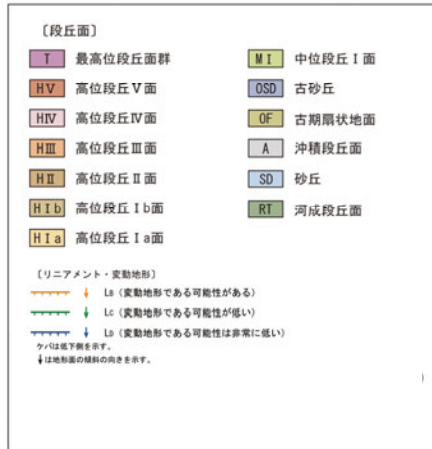 〔段丘面〕
T 最高位段丘面群
HⅤ 高位段丘Ⅴ面
HⅣ 高位段丘Ⅳ面
HⅢ 高位段丘Ⅲ面
HⅡ 高位段丘Ⅱ面
HⅠb 高位段丘Ⅰb面
HⅠa 高位段丘Ⅰa面
MⅠ 中位段丘Ⅰ面
OSD 古砂丘
OF 古期扇状地面
A 沖積段丘面
SD 砂丘
RT 河成段丘面
〔リニアメント・変動地形〕
LB（変動地形である可能性がある）
LC（変動地形である可能性が低い）
LD（変動地形である可能性は非常に低い）
ケバは低下側を示す。
↓は地形面の傾斜の向きを示す。
)